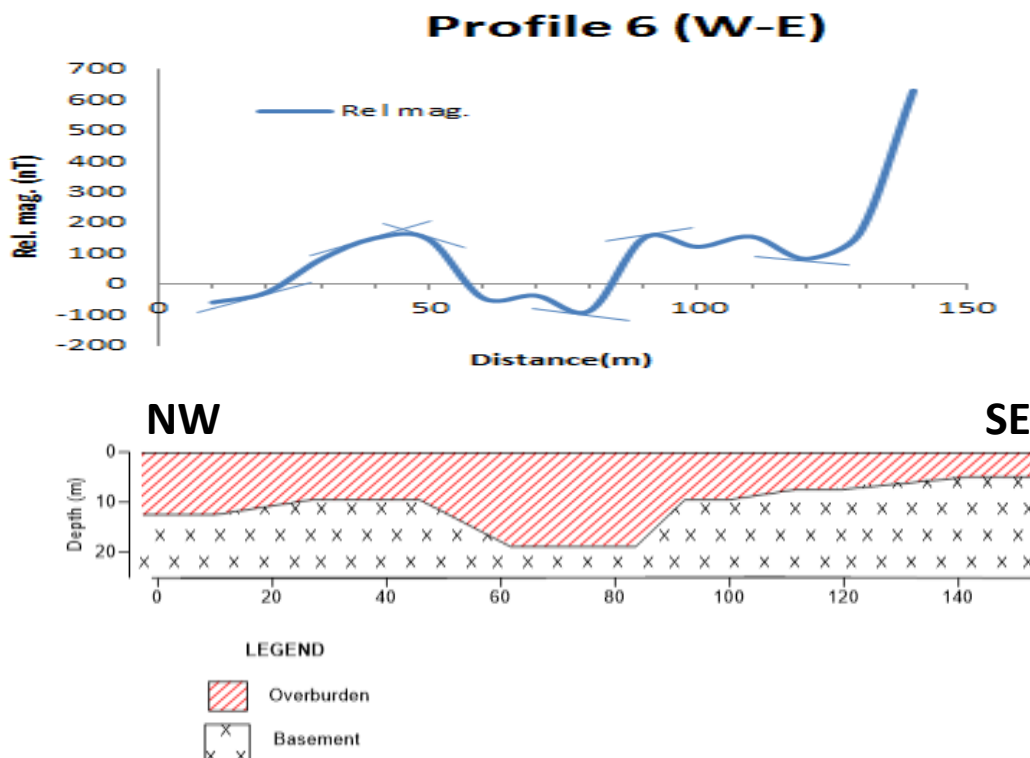 Profile 6 (W-E)
700
600
500
400
300
200
100
0
-100
-200
Rel. mag. (nT)
Rel mag.
0 50 100 150
Distance(m)
NW SE
0
10
20
Depth (m)
0 20 40 60 80 100 120 140
LEGEND
Overburden
Basement